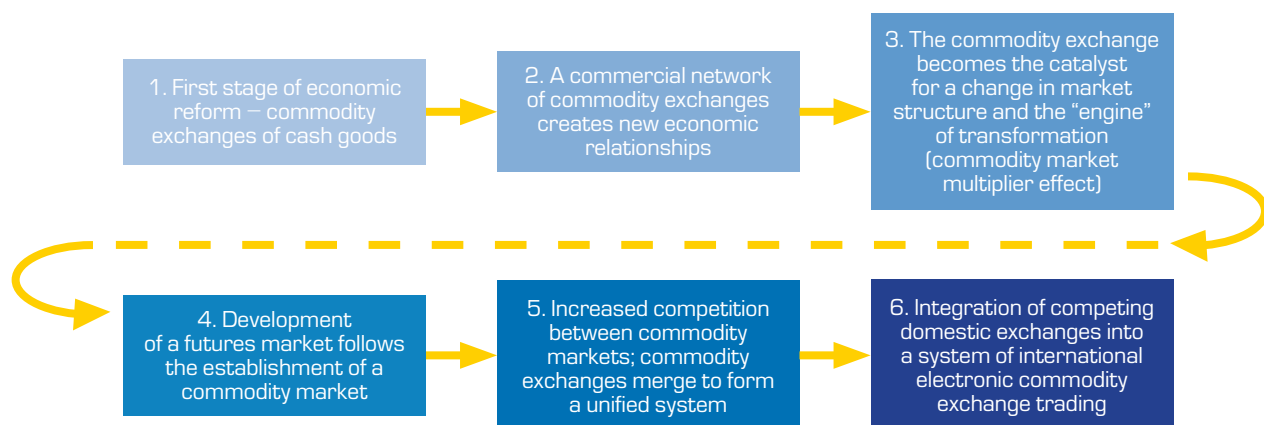 1. First stage of economic
reform – commodity
exchanges of cash goods
2. A commercial network
of commodity exchanges
creates new economic
relationships
3. The commodity exchange
becomes the catalyst
for a change in market
structure and the “engine”
of transformation
(commodity market
multiplier effect)
4. Development
of a futures market follows
the establishment of a
commodity market
5. Increased competition
between commodity
markets; commodity
exchanges merge to form
a unified system
6. Integration of competing
domestic exchanges into
a system of international
electronic commodity
exchange trading